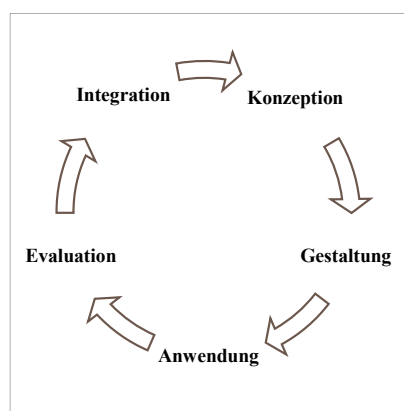 Integration
Konzeption
Evaluation
Gestaltung
Anwendung